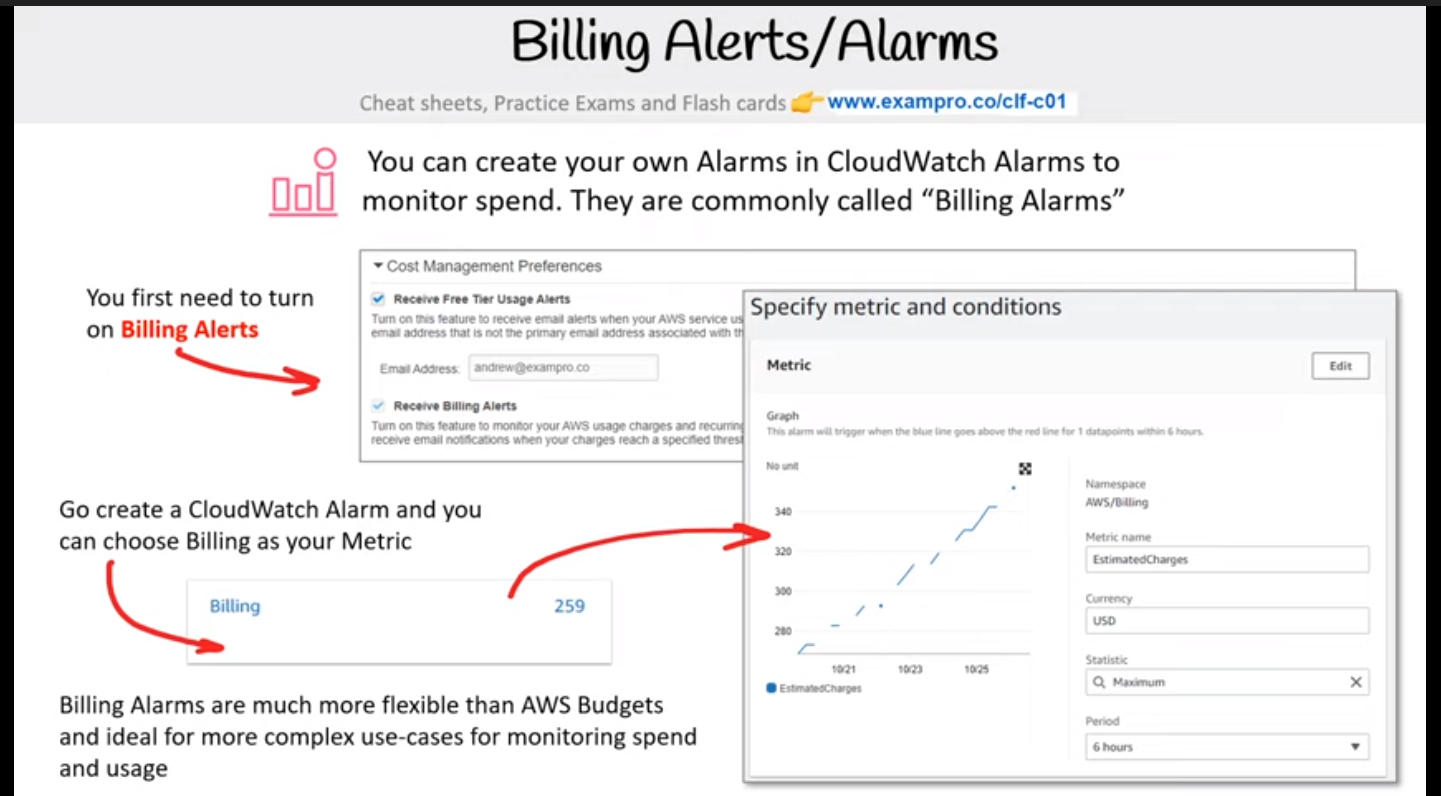 Billing Alerts/Alarms
Cheat sheets, Practice Exams and Flash cards 👉 www.exampro.co/clf-c01
You can create your own Alarms in CloudWatch Alarms to
monitor spend. They are commonly called “Billing Alarms”
You first need to turn
on Billing Alerts
Cost Management Preferences
Receive Free Tier Usage Alerts
Turn on this feature to receive email alerts when your AWS service us
email address that is not the primary email address associated with th
Email Address:
andrew@exampro.co
Receive Billing Alerts
Turn on this feature to monitor your AWS usage charges and recurring
receive email notifications when your charges reach a specified thres
Go create a CloudWatch Alarm and you
can choose Billing as your Metric
Billing 259
Billing Alarms are much more flexible than AWS Budgets
and ideal for more complex use-cases for monitoring spend
and usage
Specify metric and conditions
Metric
Edit
Graph
This alarm will trigger when the blue line goes above the red line for 1 datapoints within 6 hours.
No unit
340
320
300
280
10/21 10/23 10/25
EstimatedCharges
Namespace
AWS/Billing
Metric name
EstimatedCharges
Currency
USD
Statistic
Maximum
Period
6 hours